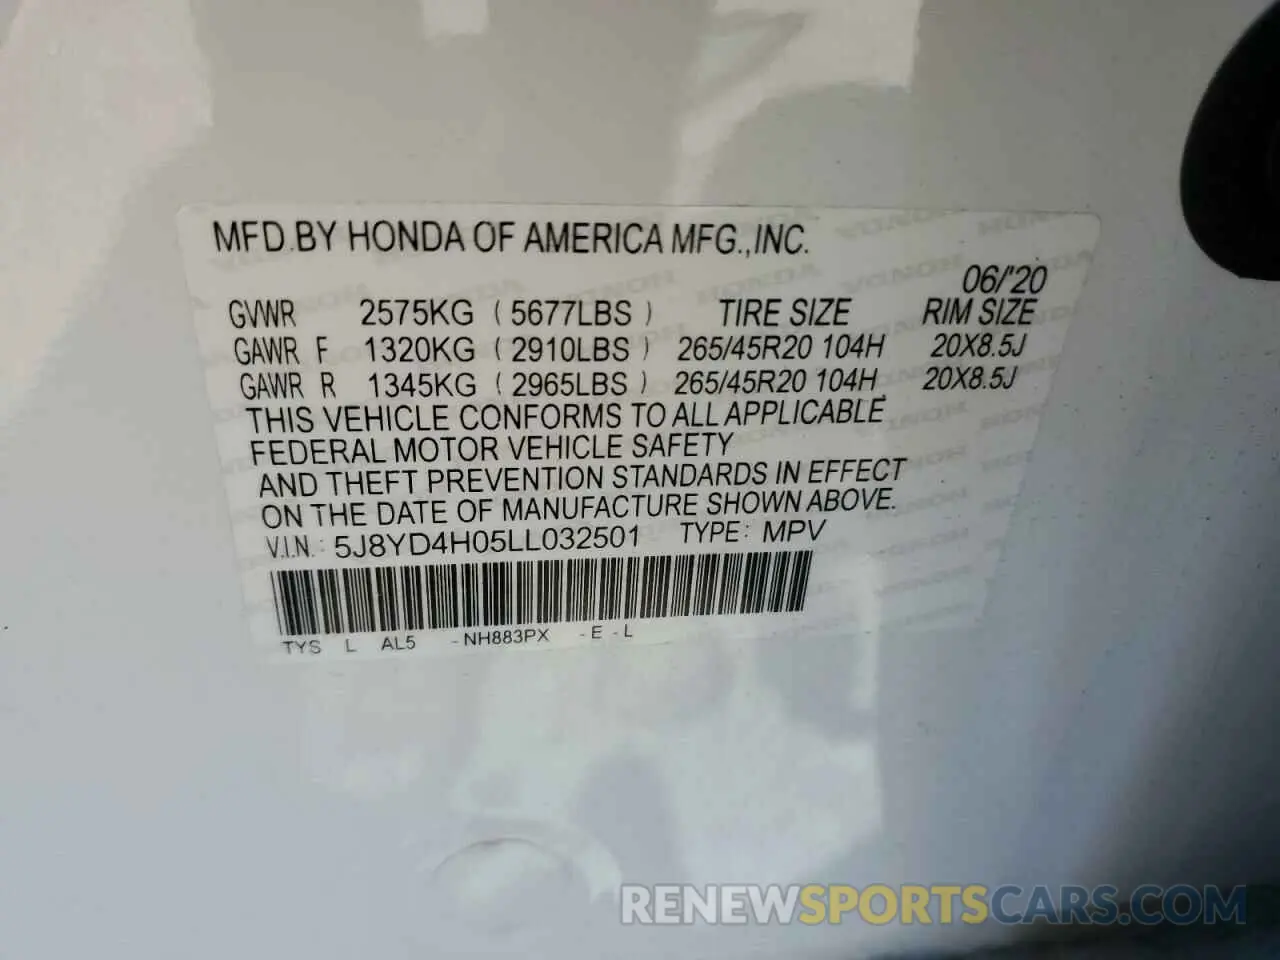 MFD.BY HONDA OF AMERICA MFG.,INC.
06/'20
GVWR 2575KG ( 5677LBS ) TIRE SIZE RIM SIZE
GAWR F 1320KG ( 2910LBS ) 265/45R20 104H 20X8.5J
GAWR R 1345KG ( 2965LBS ) 265/45R20 104H 20X8.5J
THIS VEHICLE CONFORMS TO ALL APPLICABLE
FEDERAL MOTOR VEHICLE SAFETY
AND THEFT PREVENTION STANDARDS IN EFFECT
ON THE DATE OF MANUFACTURE SHOWN ABOVE.
V.I.N.: 5J8YD4H05LL032501 TYPE: MPV
TYS L AL5 -NH883PX -E-L
RENEWSPORTSCARS.COM